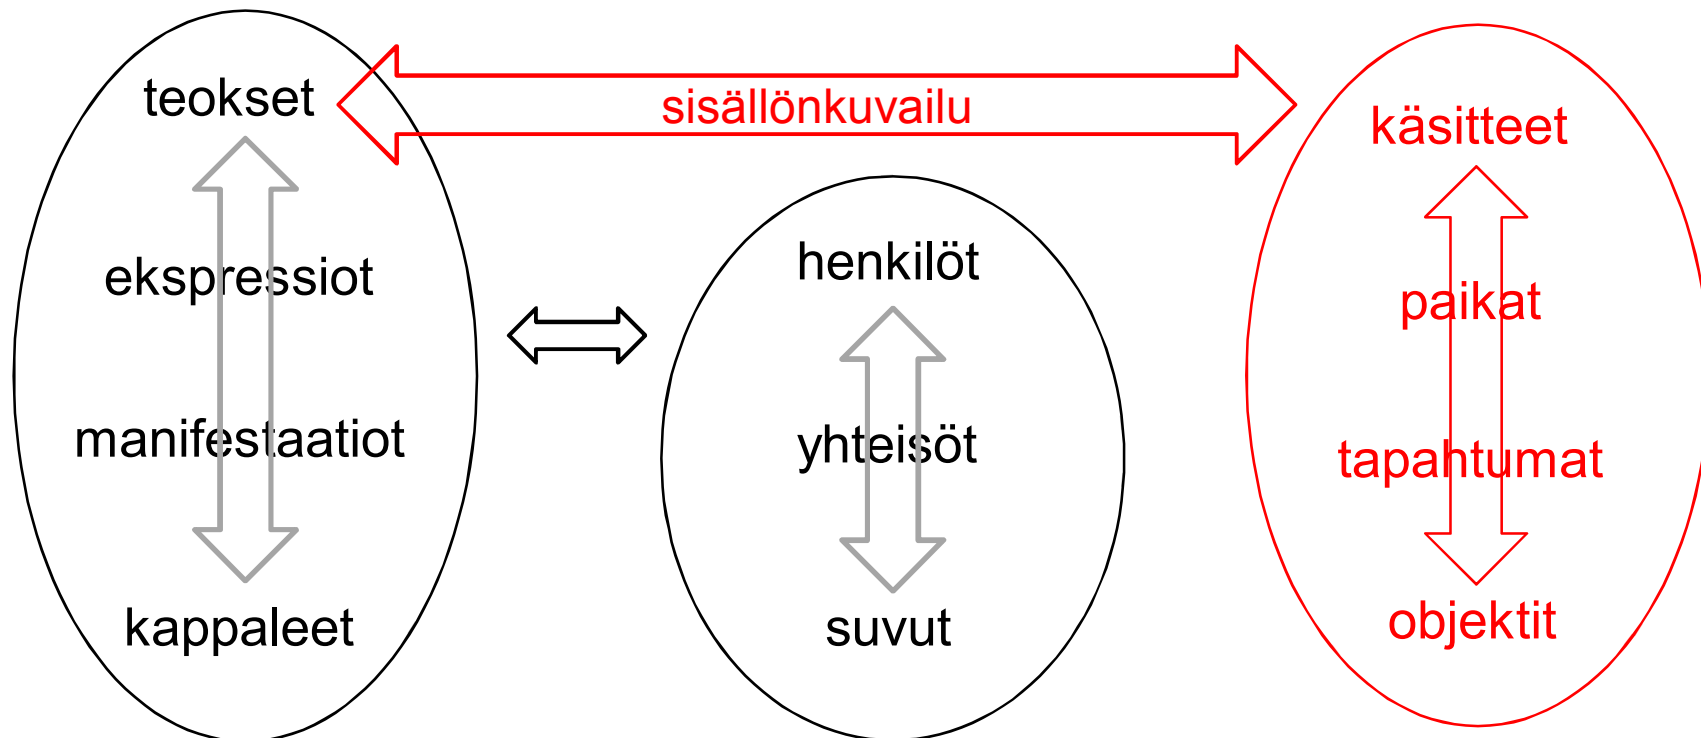 teokset
ekspressiot
manifestaatiot
kappaleet
sisällönkuvailu
henkilöt
yhteisöt
suvut
käsitteet
paikat
tapahtumat
objektit